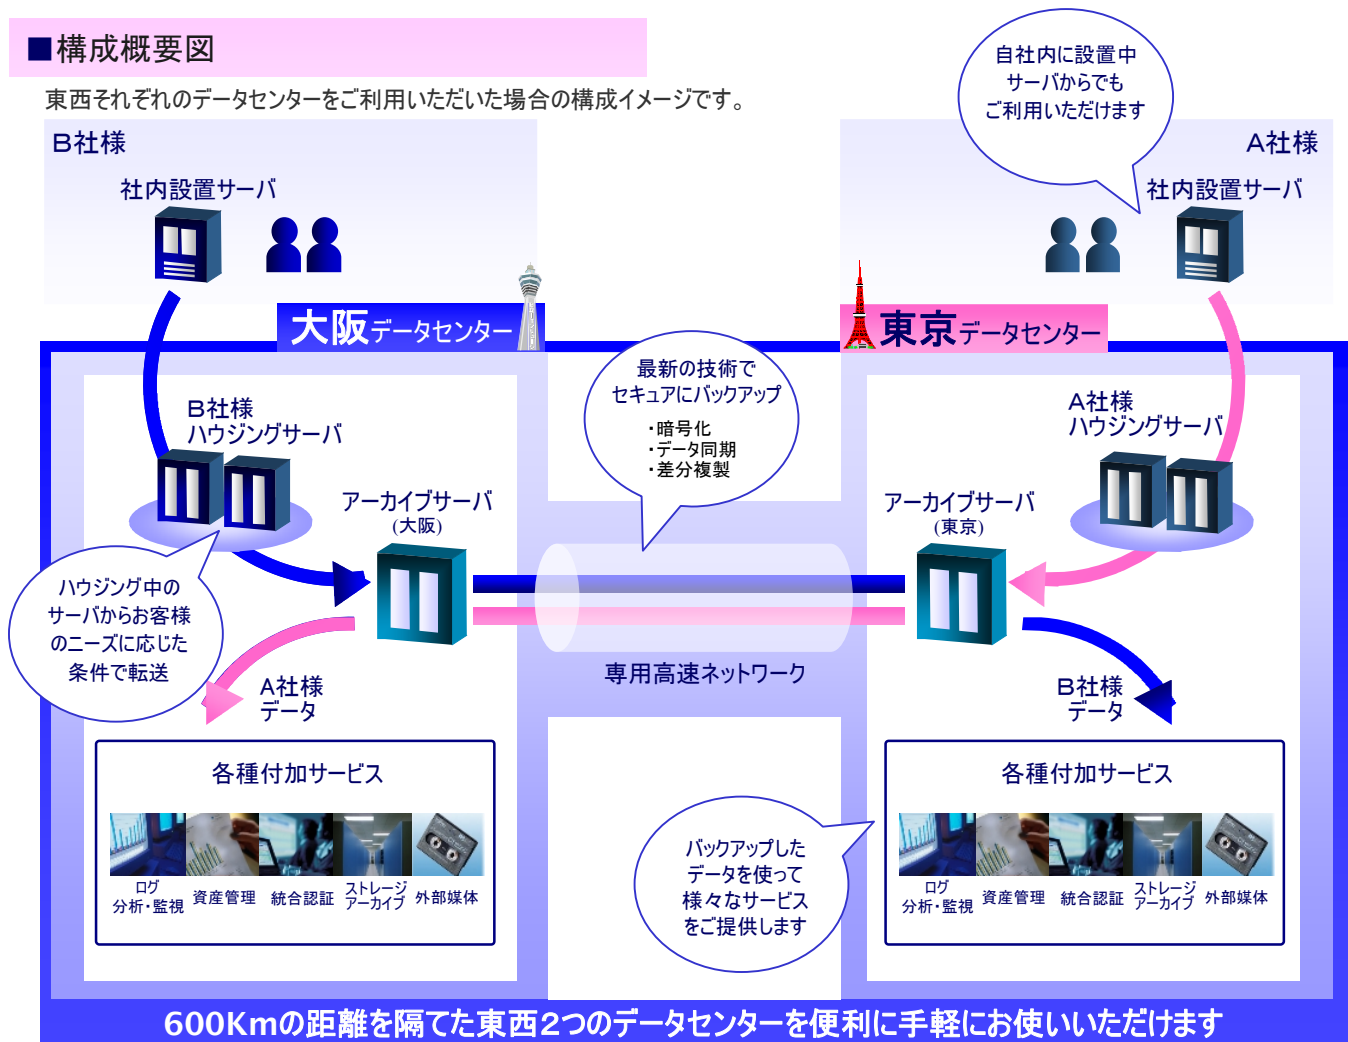 ■構成概要図
東西それぞれのデータセンターをご利用いただいた場合の構成イメージです。
自社内に設置中
サーバからでも
ご利用いただけます
B社様
社内設置サーバ
A社様
社内設置サーバ
大阪データセンター
東京データセンター
最新の技術で
セキュアにバックアップ
・暗号化
・データ同期
・差分複製
B社様
ハウジングサーバ
A社様
ハウジングサーバ
アーカイブサーバ
(大阪)
アーカイブサーバ
(東京)
ハウジング中の
サーバからお客様
のニーズに応じた
条件で転送
専用高速ネットワーク
A社様
データ
B社様
データ
各種付加サービス
ログ
分析・監視
資産管理
統合認証
ストレージ
アーカイブ
外部媒体
バックアップした
データを使って
様々なサービス
をご提供します
各種付加サービス
ログ
分析・監視
資産管理
統合認証
ストレージ
アーカイブ
外部媒体
600Kmの距離を隔てた東西2つのデータセンターを便利に手軽にお使いいただけます